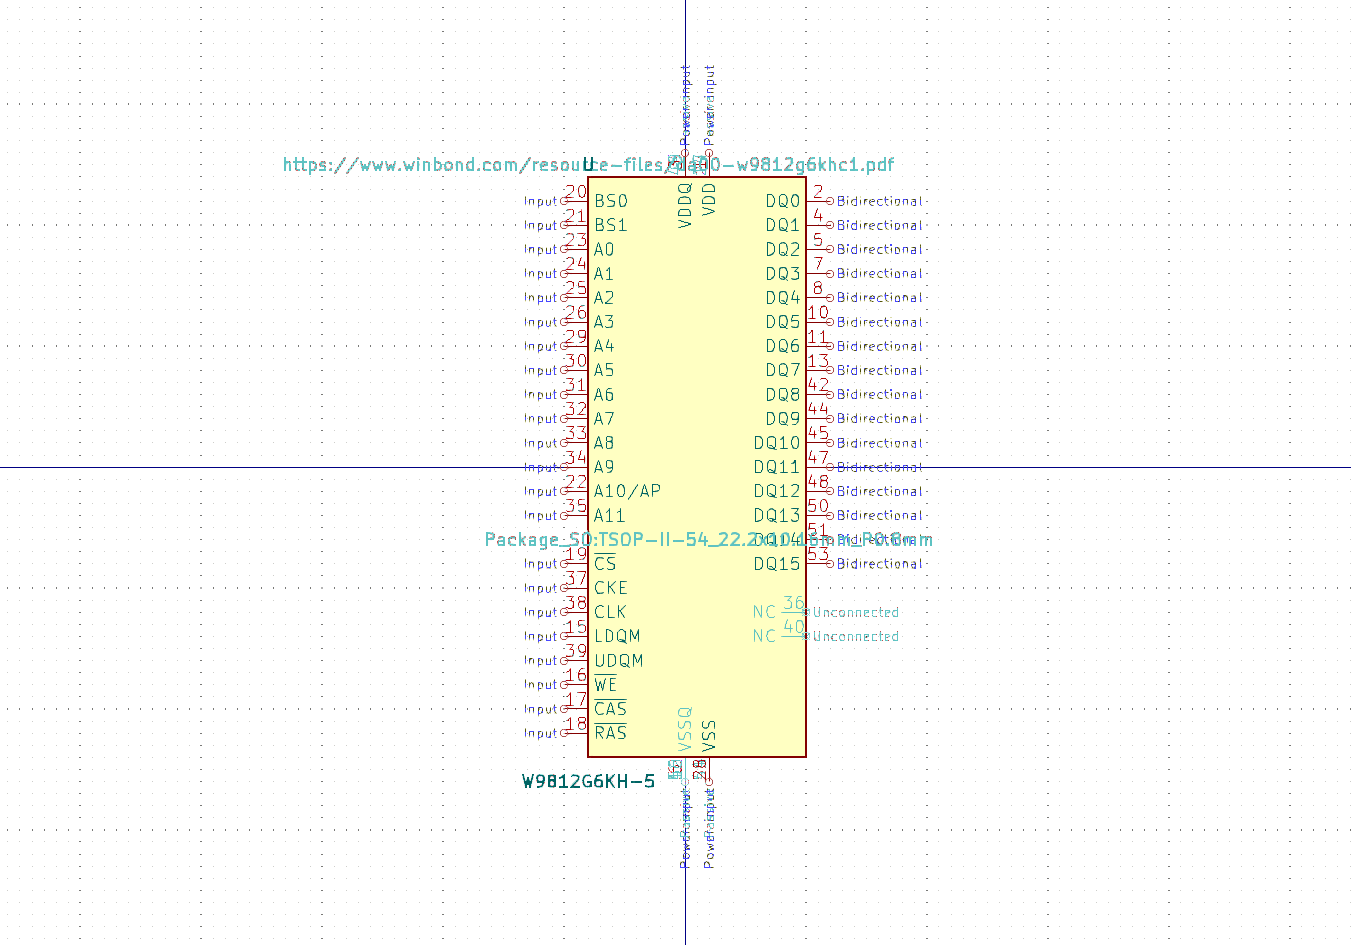 Power input
Power input
https://www.winbond.com/resource-files/da00-w9812g6khc1.pdf
U
VDDQ
VDD
Input 20 BS0
DQ0 2 Bidirectional
Input 21 BS1
DQ1 4 Bidirectional
Input 23 A0
DQ2 5 Bidirectional
Input 24 A1
DQ3 7 Bidirectional
Input 25 A2
DQ4 8 Bidirectional
Input 26 A3
DQ5 10 Bidirectional
Input 29 A4
DQ6 11 Bidirectional
Input 30 A5
DQ7 13 Bidirectional
Input 31 A6
DQ8 42 Bidirectional
Input 32 A7
DQ9 44 Bidirectional
Input 33 A8
DQ10 45 Bidirectional
Input 34 A9
DQ11 47 Bidirectional
Input 22 A10/AP
DQ12 48 Bidirectional
Input 35 A11
DQ13 50 Bidirectional
DQ14 51 Bidirectional
Package_SO:TSOP-II-54_22.2x10.16mm_P0.8mm
Input 19 CS
DQ15 53 Bidirectional
Input 37 CKE
Input 38 CLK
NC 36 Unconnected
Input 15 LDQM
NC 40 Unconnected
Input 39 UDQM
Input 16 WE
Input 17 CAS
Input 18 RAS
VSSQ
VSS
28
W9812G6KH-5
Power input
Power input